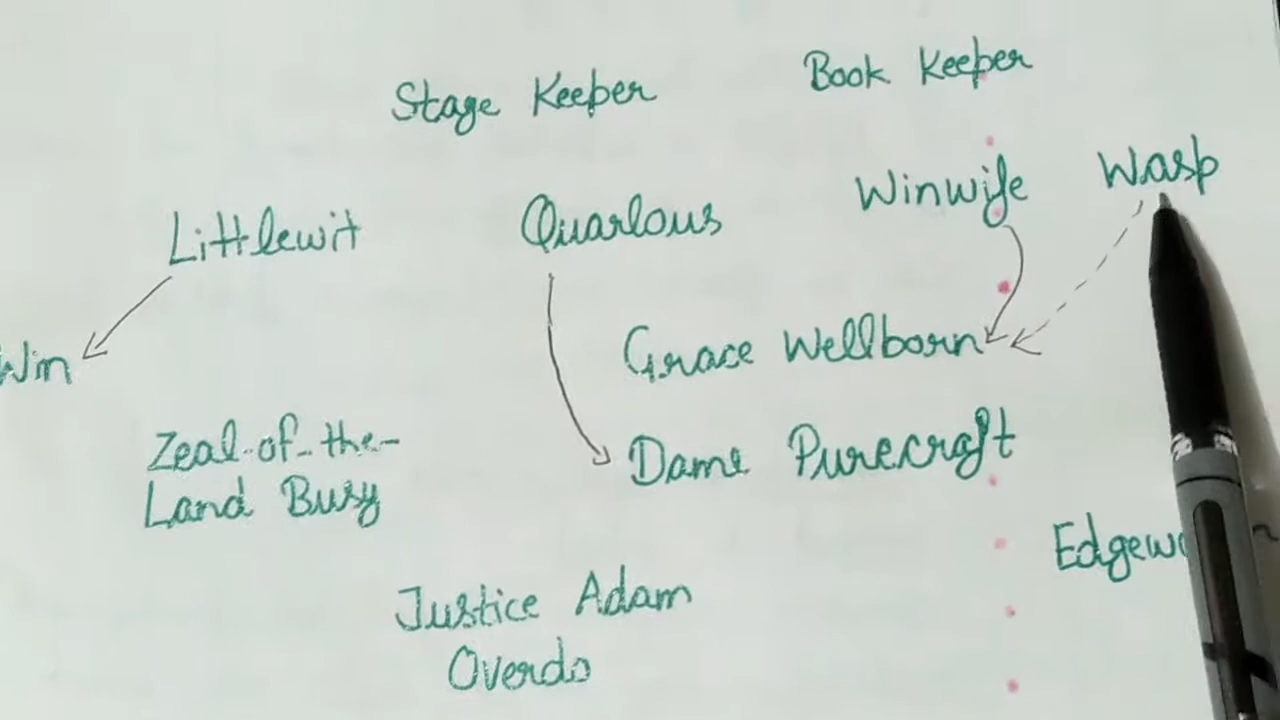 Stage Keeper
Book Keeper
Littlewit
Quarlous
Winwife
Wasp
Win
Grace Wellborn
Dame Purecraft
Zeal-of-the-
Land Busy
Justice Adam
Overdo